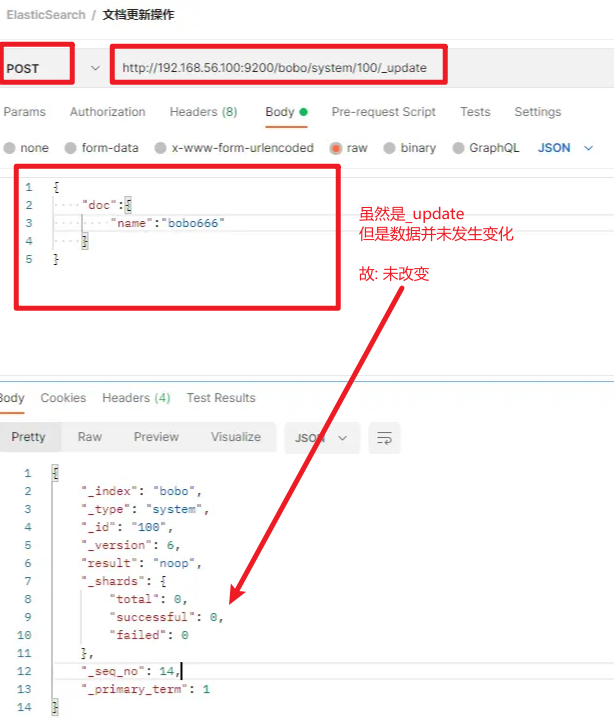 ElasticSearch / 文档更新操作
POST http://192.168.56.100:9200/bobo/system/100/_update
Params Authorization Headers (8) Body Pre-request Script Tests Settings
none form-data x-www-form-urlencoded raw binary GraphQL JSON
1 {
2 "doc":{
3 "name":"bobo666"
4 }
5 }
虽然是_update
但是数据并未发生变化
故: 未改变
Body Cookies Headers (4) Test Results
Pretty Raw Preview Visualize JSON
1 {
2 "_index": "bobo",
3 "_type": "system",
4 "_id": "100",
5 "_version": 6,
6 "result": "noop",
7 "_shards": {
8 "total": 0,
9 "successful": 0,
10 "failed": 0
11 },
12 "_seq_no": 14,
13 "_primary_term": 1
14 }